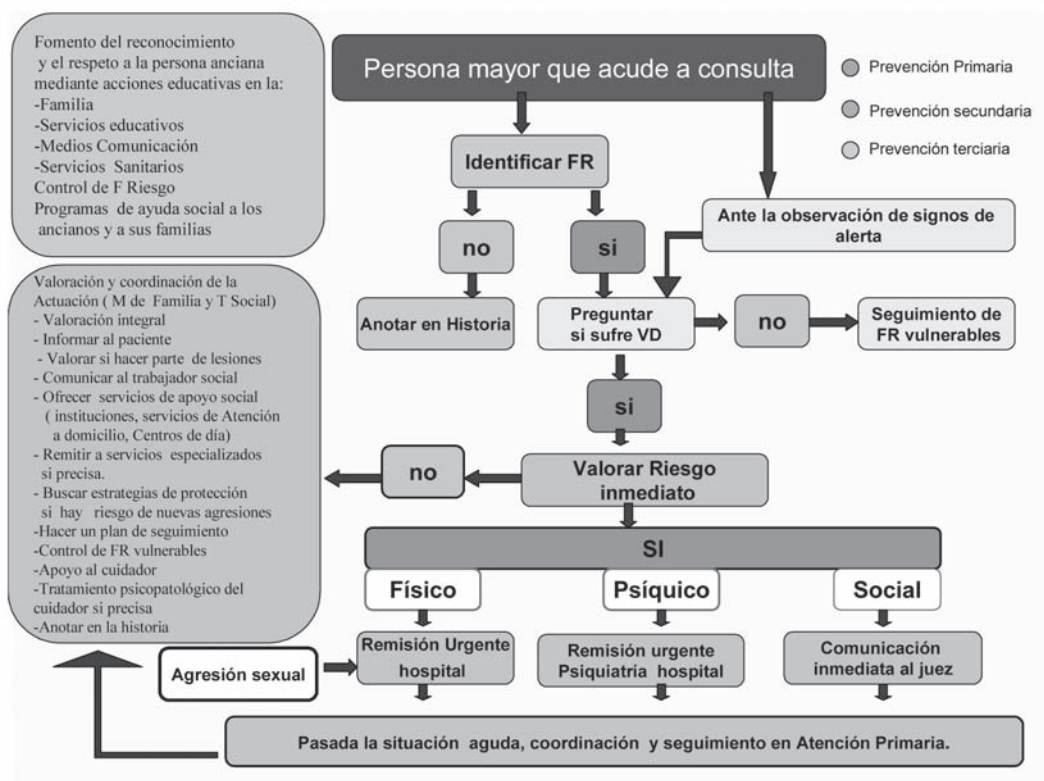 Fomento del reconocimiento
y el respeto a la persona anciana
mediante acciones educativas en la:
-Familia
-Servicios educativos
-Medios Comunicación
-Servicios Sanitarios
Control de F Riesgo
Programas de ayuda social a los
ancianos y a sus familias
Persona mayor que acude a consulta
Prevención Primaria
Prevención secundaria
Prevención terciaria
Identificar FR
no
si
Ante la observación de signos de
alerta
Anotar en Historia
Preguntar
si sufre VD
no
Seguimiento de
FR vulnerables
si
Valoración y coordinación de la
Actuación ( M de Familia y T Social)
- Valoración integral
- Informar al paciente
- Valorar si hacer parte de lesiones
- Comunicar al trabajador social
- Ofrecer servicios de apoyo social
( instituciones, servicios de Atención
a domicilio, Centros de día)
- Remitir a servicios especializados
si precisa.
- Buscar estrategias de protección
si hay riesgo de nuevas agresiones
-Hacer un plan de seguimiento
-Control de FR vulnerables
-Apoyo al cuidador
-Tratamiento psicopatológico del
cuidador si precisa
-Anotar en la historia
no
Valorar Riesgo
inmediato
SI
Físico
Psíquico
Social
Agresión sexual
Remisión Urgente
hospital
Remisión urgente
Psiquiatría hospital
Comunicación
inmediata al juez
Pasada la situación aguda, coordinación y seguimiento en Atención Primaria.